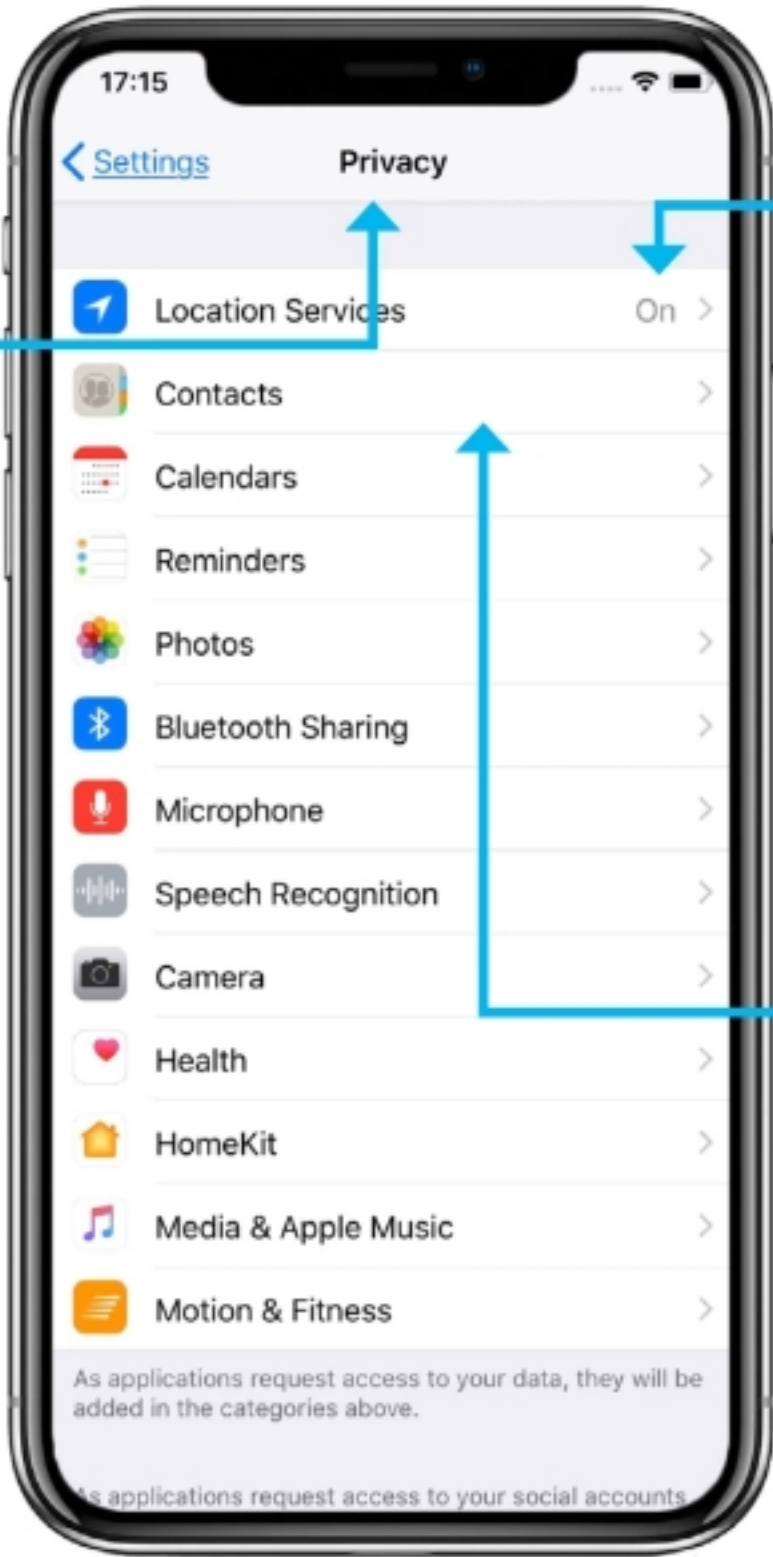 17:15
Settings
Privacy
Location Services On
Contacts
Calendars
Reminders
Photos
Bluetooth Sharing
Microphone
Speech Recognition
Camera
Health
HomeKit
Media & Apple Music
Motion & Fitness
As applications request access to your data, they will be
added in the categories above.
As applications request access to your social accounts